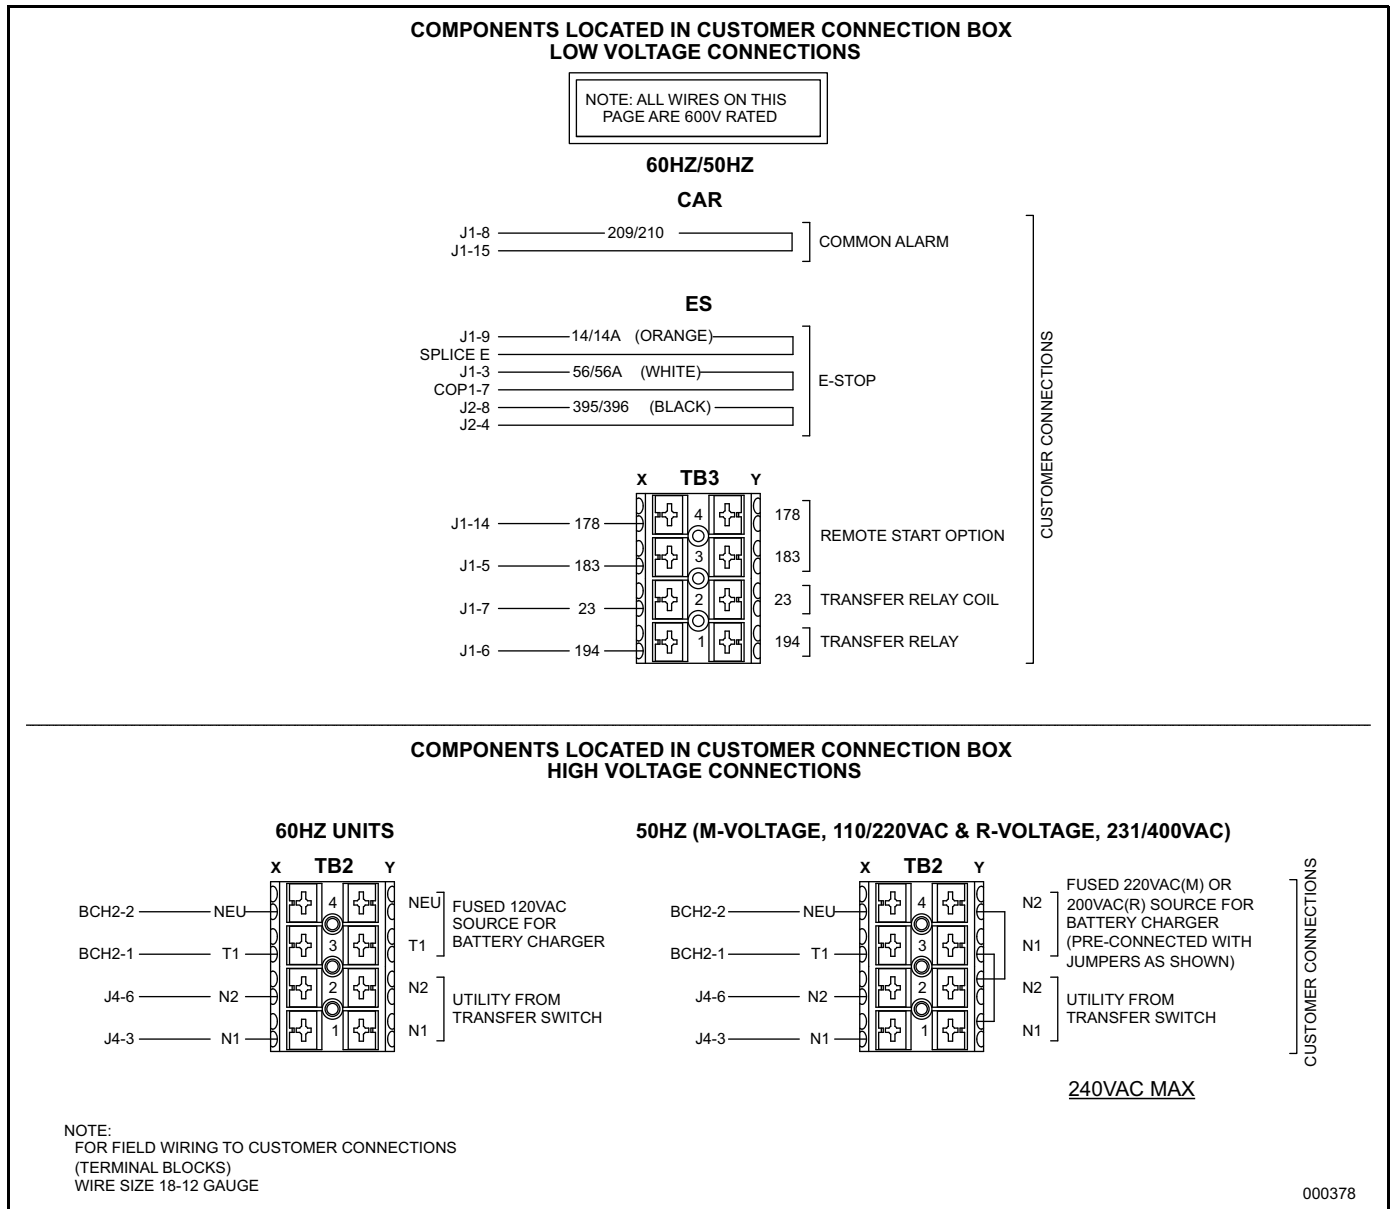 COMPONENTS LOCATED IN CUSTOMER CONNECTION BOX
LOW VOLTAGE CONNECTIONS
NOTE: ALL WIRES ON THIS
PAGE ARE 600V RATED
60HZ/50HZ
CAR
J1-8 209/210
J1-15
COMMON ALARM
ES
J1-9 14/14A (ORANGE)
SPLICE E
J1-3 56/56A (WHITE)
COP1-7
J2-8 395/396 (BLACK)
J2-4
E-STOP
CUSTOMER CONNECTIONS
X TB3 Y
J1-14 178 4 178
REMOTE START OPTION
J1-5 183 3 183
J1-7 23 2 23 TRANSFER RELAY COIL
J1-6 194 1 194 TRANSFER RELAY
COMPONENTS LOCATED IN CUSTOMER CONNECTION BOX
HIGH VOLTAGE CONNECTIONS
60HZ UNITS
X TB2 Y
BCH2-2 NEU 4 NEU
BCH2-1 T1 3 T1
FUSED 120VAC
SOURCE FOR
BATTERY CHARGER
J4-6 N2 2 N2
J4-3 N1 1 N1
UTILITY FROM
TRANSFER SWITCH
50HZ (M-VOLTAGE, 110/220VAC & R-VOLTAGE, 231/400VAC)
X TB2 Y
BCH2-2 NEU 4 N2
BCH2-1 T1 3 N1
FUSED 220VAC(M) OR
200VAC(R) SOURCE FOR
BATTERY CHARGER
(PRE-CONNECTED WITH
JUMPERS AS SHOWN)
J4-6 N2 2 N2
J4-3 N1 1 N1
UTILITY FROM
TRANSFER SWITCH
CUSTOMER CONNECTIONS
240VAC MAX
NOTE:
FOR FIELD WIRING TO CUSTOMER CONNECTIONS
(TERMINAL BLOCKS)
WIRE SIZE 18-12 GAUGE
000378